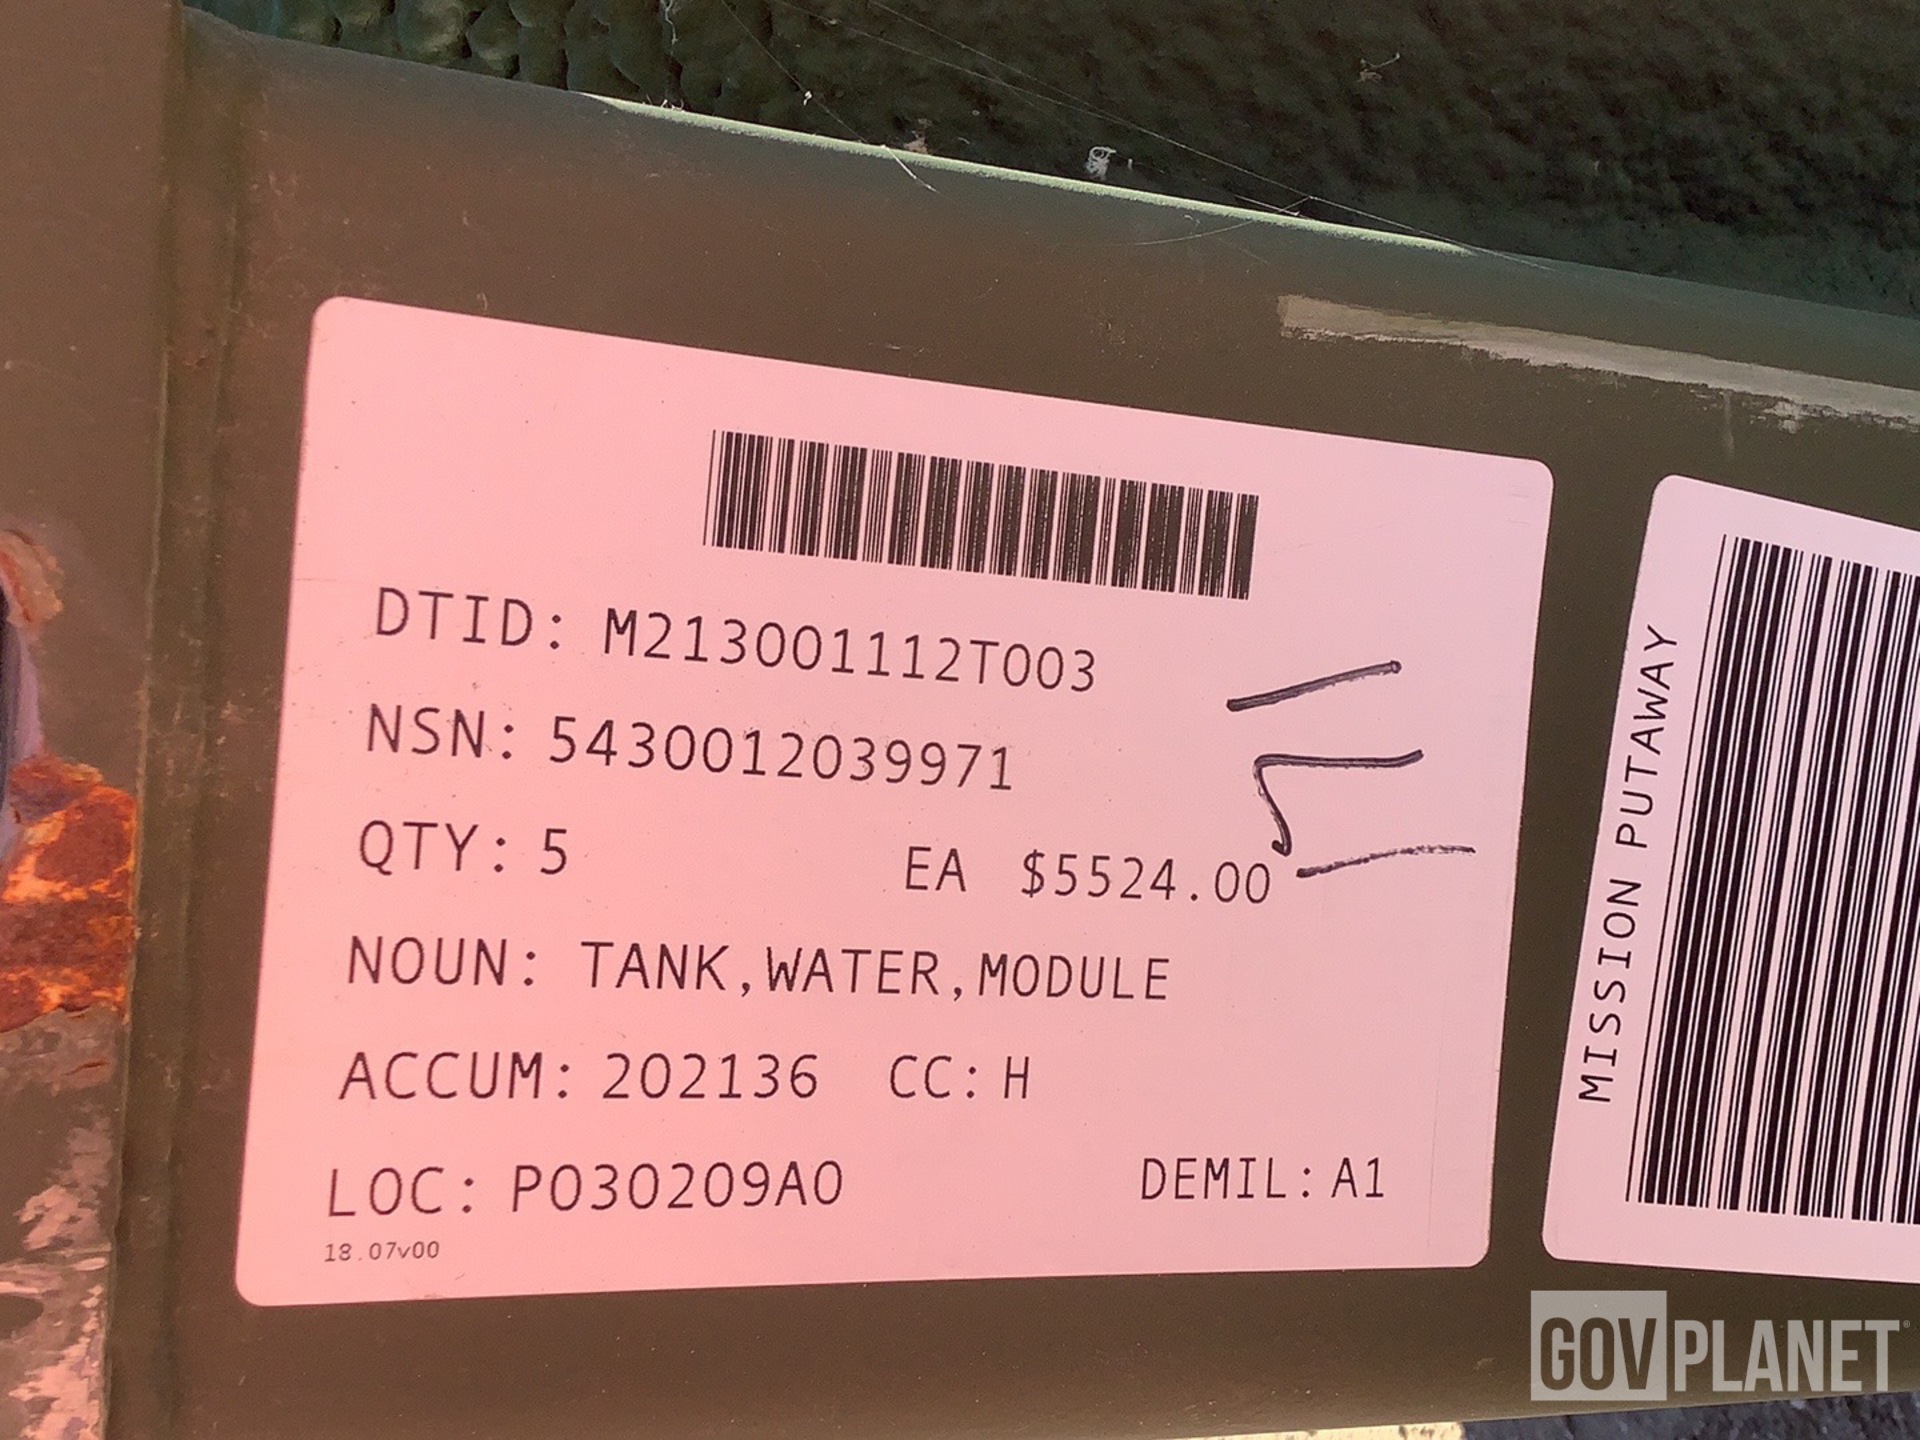 DTID: M213001112T003
NSN: 5430012039971
QTY: 5 EA $5524.00
NOUN: TANK,WATER,MODULE
ACCUM: 202136 CC: H
LOC: P030209A0 DEMIL: A1
18.07v00
MISSION PUTAWAY
GOVPLANET